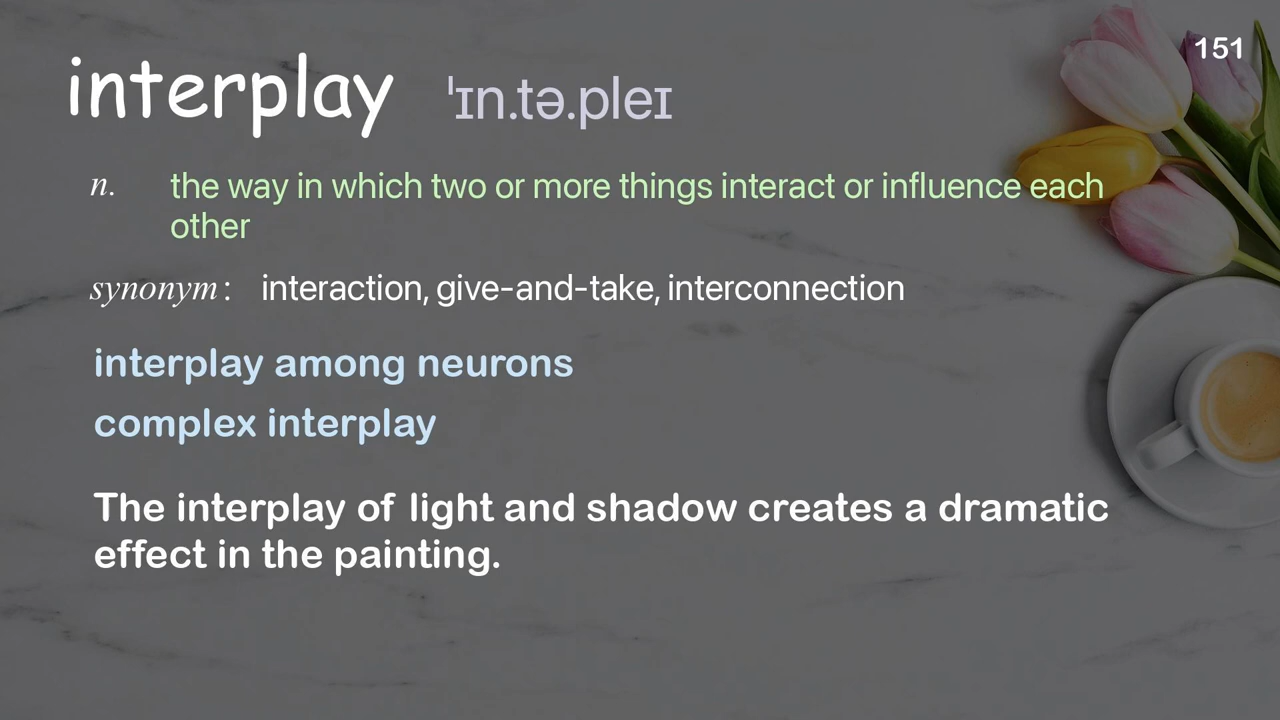 151
interplay ˈɪn.tə.pleɪ
n. the way in which two or more things interact or influence each
other
synonym: interaction, give-and-take, interconnection
interplay among neurons
complex interplay
The interplay of light and shadow creates a dramatic
effect in the painting.